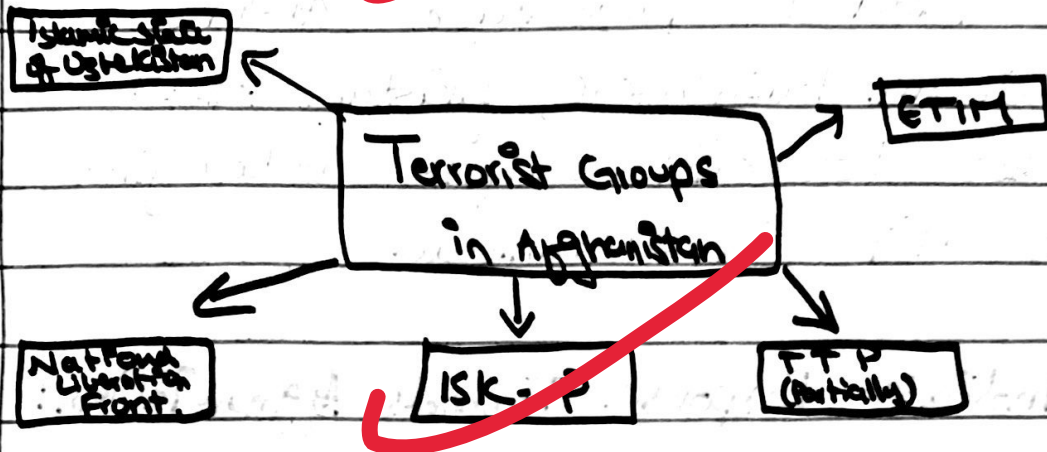 Islamic State
of Uzbekistan
ETIM
Terrorist Groups
in Afghanistan
National
Liberation
Front.
ISK-P
TTP
(Partially)